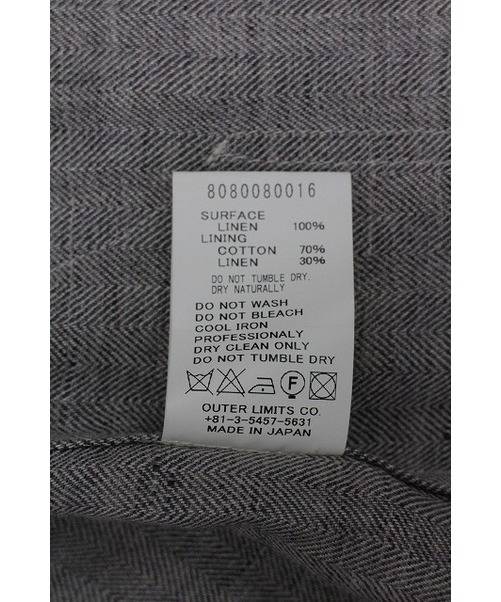 8080080016
SURFACE
LINEN 100%
LINING
COTTON 70%
LINEN 30%
DO NOT TUMBLE DRY.
DRY NATURALLY
DO NOT WASH
DO NOT BLEACH
COOL IRON
PROFESSIONALY
DRY CLEAN ONLY
DO NOT TUMBLE DRY
F
OUTER LIMITS CO.
+81-3-5457-5631
MADE IN JAPAN